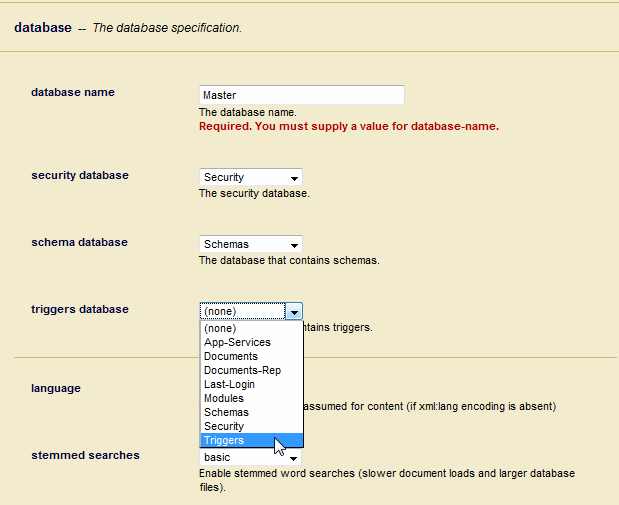 database -- The database specification.
database name
Master
The database name.
Required. You must supply a value for database-name.
security database
Security
The security database.
schema database
Schemas
The database that contains schemas.
triggers database
(none)
(none)
ntains triggers.
App-Services
Documents
Documents-Rep
Last-Login
Modules
Schemas
Security
Triggers
language
assumed for content (if xml:lang encoding is absent)
stemmed searches
basic
Enable stemmed word searches (slower document loads and larger database
files).